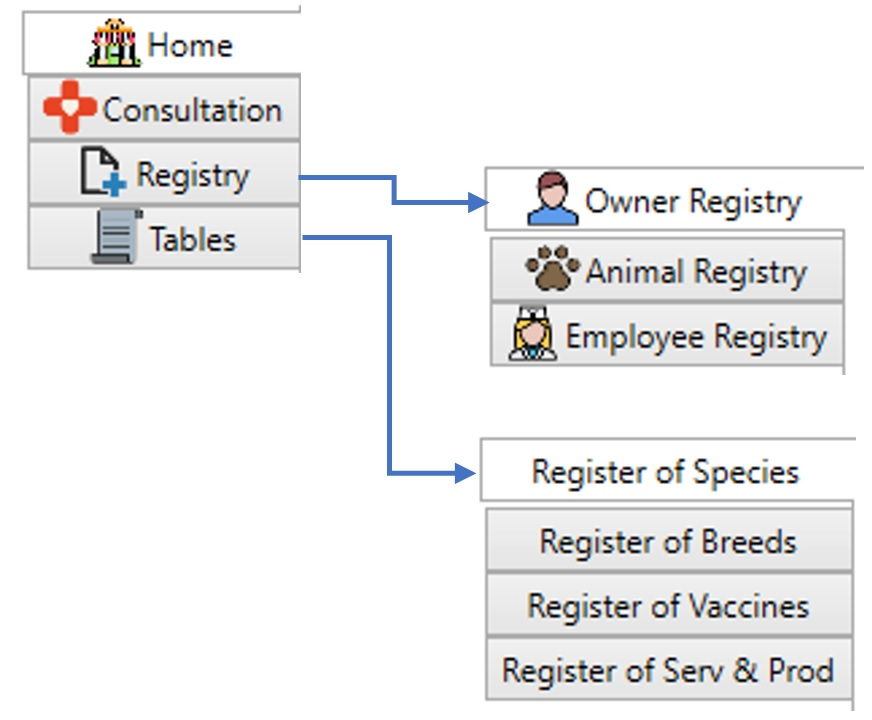 Home
Consultation
Registry
Tables
Owner Registry
Animal Registry
Employee Registry
Register of Species
Register of Breeds
Register of Vaccines
Register of Serv & Prod